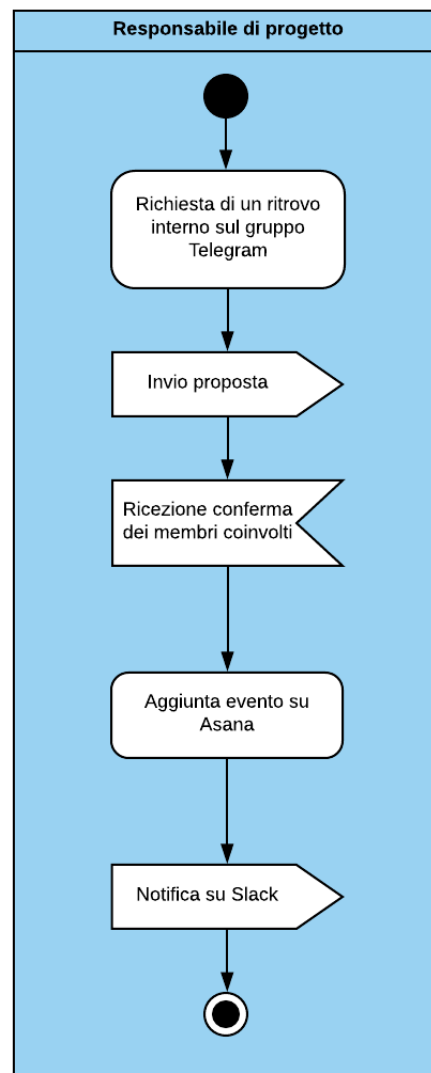 Responsabile di progetto
Richiesta di un ritrovo
interno sul gruppo
Telegram
Invio proposta
Ricezione conferma
dei membri coinvolti
Aggiunta evento su
Asana
Notifica su Slack